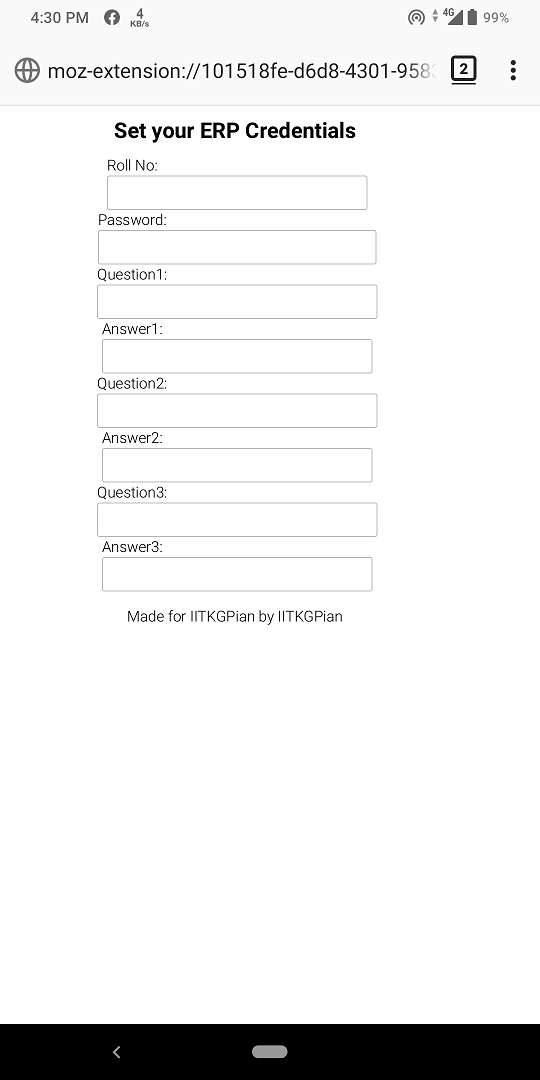 4:30 PM 4 KB/s 4G 99%
moz-extension://101518fe-d6d8-4301-958 2
Set your ERP Credentials
Roll No:
Password:
Question1:
Answer1:
Question2:
Answer2:
Question3:
Answer3:
Made for IITKGPian by IITKGPian